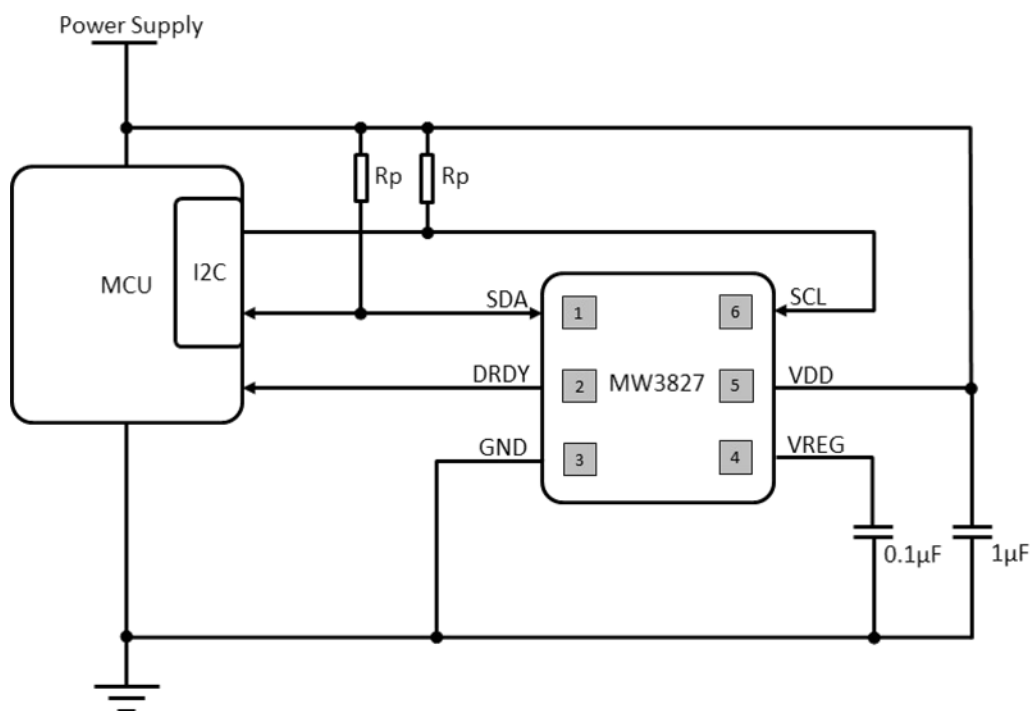 Power Supply
Rp
Rp
MCU
I2C
SDA
1
6
SCL
DRDY
2
MW3827
5
VDD
GND
3
4
VREG
0.1µF
1µF